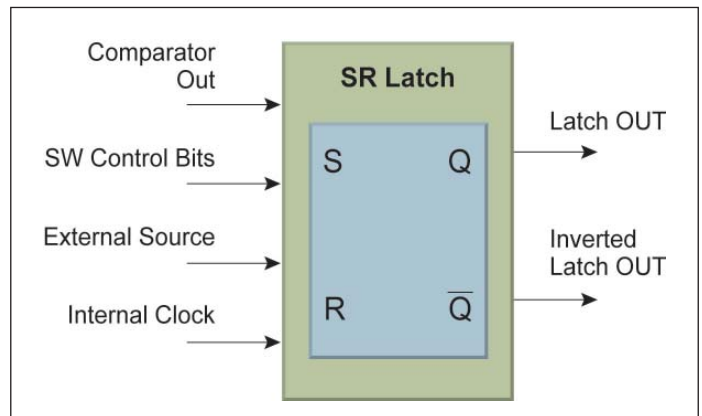 Comparator
Out
SW Control Bits
External Source
Internal Clock
SR Latch
S
Q
R
Q̅
Latch OUT
Inverted
Latch OUT